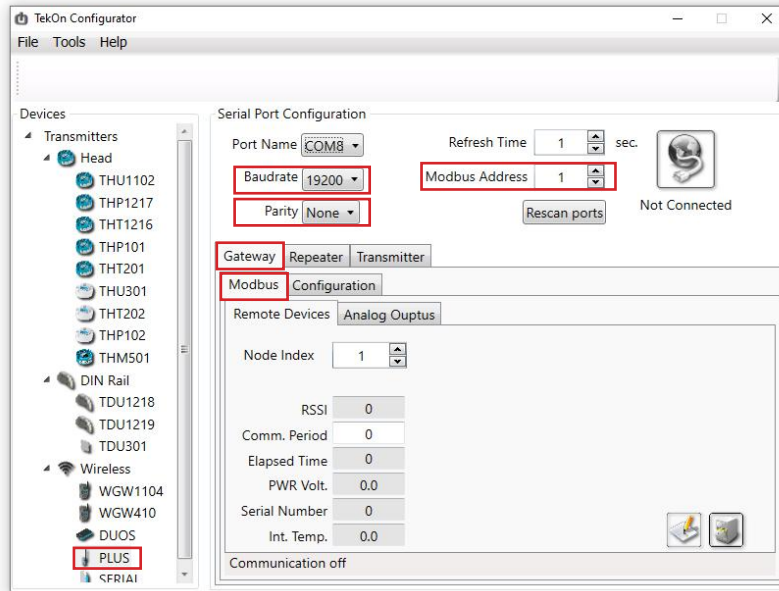 TekOn Configurator
File Tools Help
Devices
Transmitters
Head
THU1102
THP1217
THT1216
THP101
THT201
THU301
THT202
THP102
THM501
DIN Rail
TDU1218
TDU1219
TDU301
Wireless
WGW1104
WGW410
DUOS
PLUS
SERIAL
Serial Port Configuration
Port Name COM8
Refresh Time 1 sec.
Baudrate 19200
Modbus Address 1
Parity None
Rescan ports
Not Connected
Gateway Repeater Transmitter
Modbus Configuration
Remote Devices Analog Ouptus
Node Index 1
RSSI 0
Comm. Period 0
Elapsed Time 0
PWR Volt. 0.0
Serial Number 0
Int. Temp. 0.0
Communication off